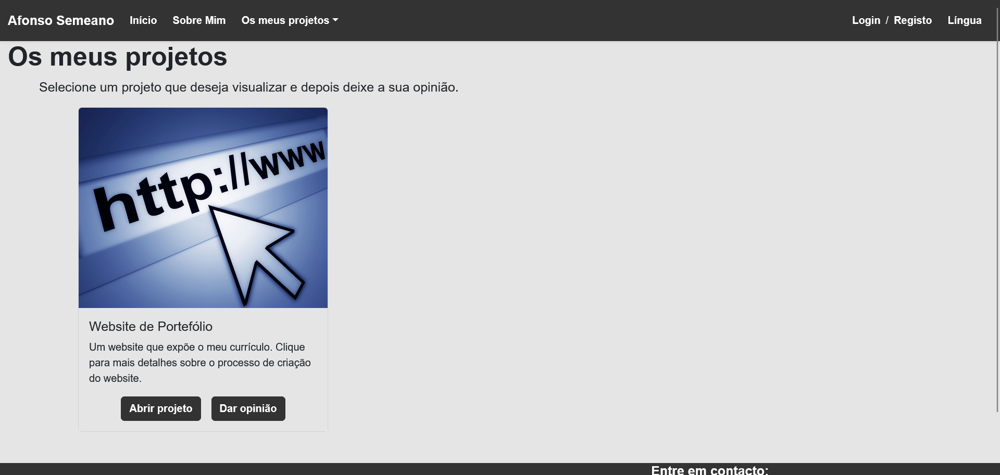 Afonso Semeano Início Sobre Mim Os meus projetos Login / Registo Língua
Os meus projetos
Selecione um projeto que deseja visualizar e depois deixe a sua opinião.
http://www
Website de Portefólio
Um website que expõe o meu currículo. Clique
para mais detalhes sobre o processo de criação
do website.
Abrir projeto Dar opinião
Entre em contacto: